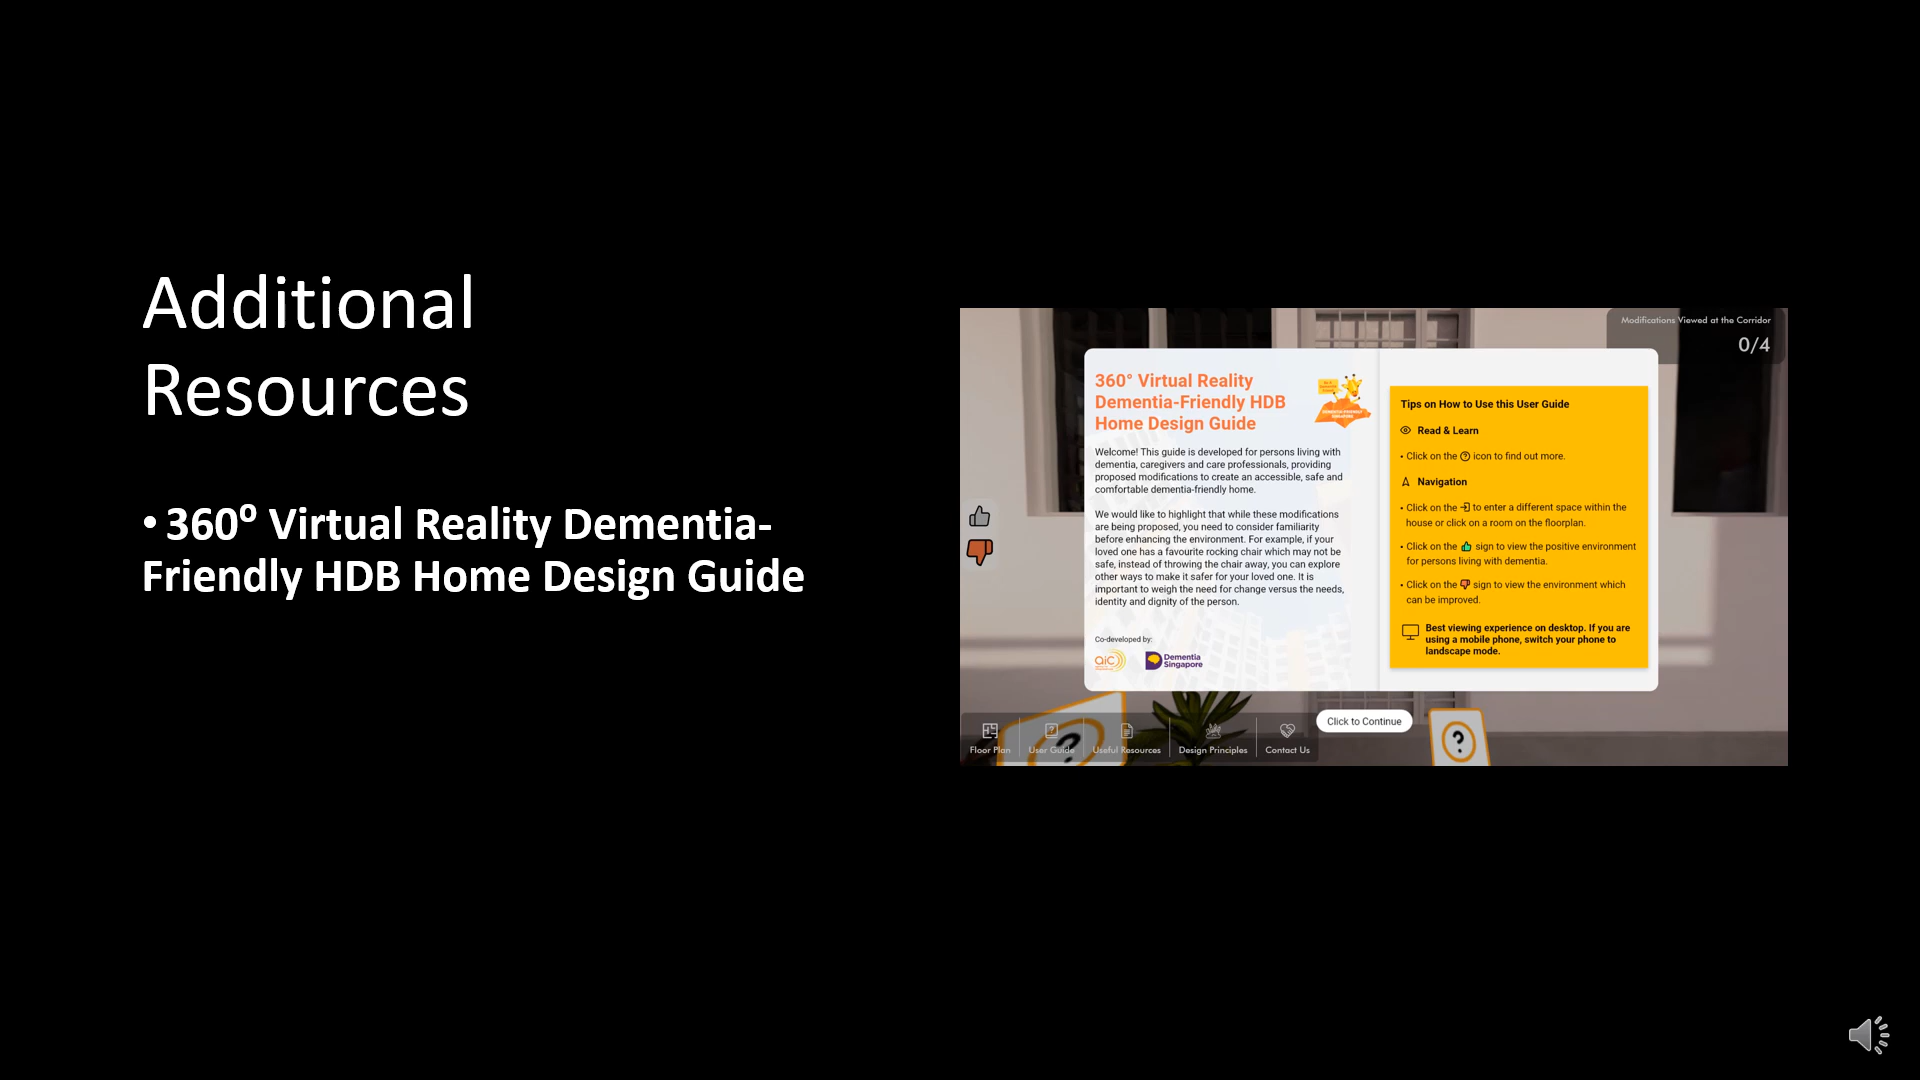 Additional
Resources
• 360⁰ Virtual Reality Dementia-
Friendly HDB Home Design Guide
Modifications Viewed at the Corridor
0/4
360° Virtual Reality
Dementia-Friendly HDB
Home Design Guide
Welcome! This guide is developed for persons living with
dementia, caregivers and care professionals, providing
proposed modifications to create an accessible, safe and
comfortable dementia-friendly home.
We would like to highlight that while these modifications
are being proposed, you need to consider familiarity
before enhancing the environment. For example, if your
loved one has a favourite rocking chair which may not be
safe, instead of throwing the chair away, you can explore
other ways to make it safer for your loved one. It is
important to weigh the need for change versus the needs,
identity and dignity of the person.
Co-developed by:
aic
Dementia
Singapore
Tips on How to Use this User Guide
Read & Learn
• Click on the ? icon to find out more.
Navigation
• Click on the to enter a different space within the
house or click on a room on the floorplan.
• Click on the sign to view the positive environment
for persons living with dementia.
• Click on the sign to view the environment which
can be improved.
Best viewing experience on desktop. If you are
using a mobile phone, switch your phone to
landscape mode.
Click to Continue
Floor Plan
User Guide
Useful Resources
Design Principles
Contact Us
?
?